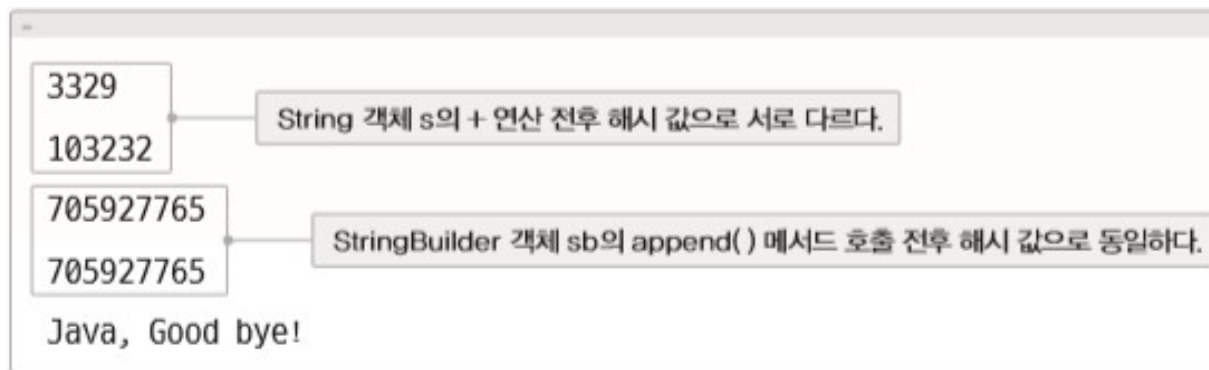 3329
String 객체 s의 + 연산 전후 해시 값으로 서로 다르다.
103232
705927765
StringBuilder 객체 sb의 append( ) 메서드 호출 전후 해시 값으로 동일하다.
705927765
Java, Good bye!